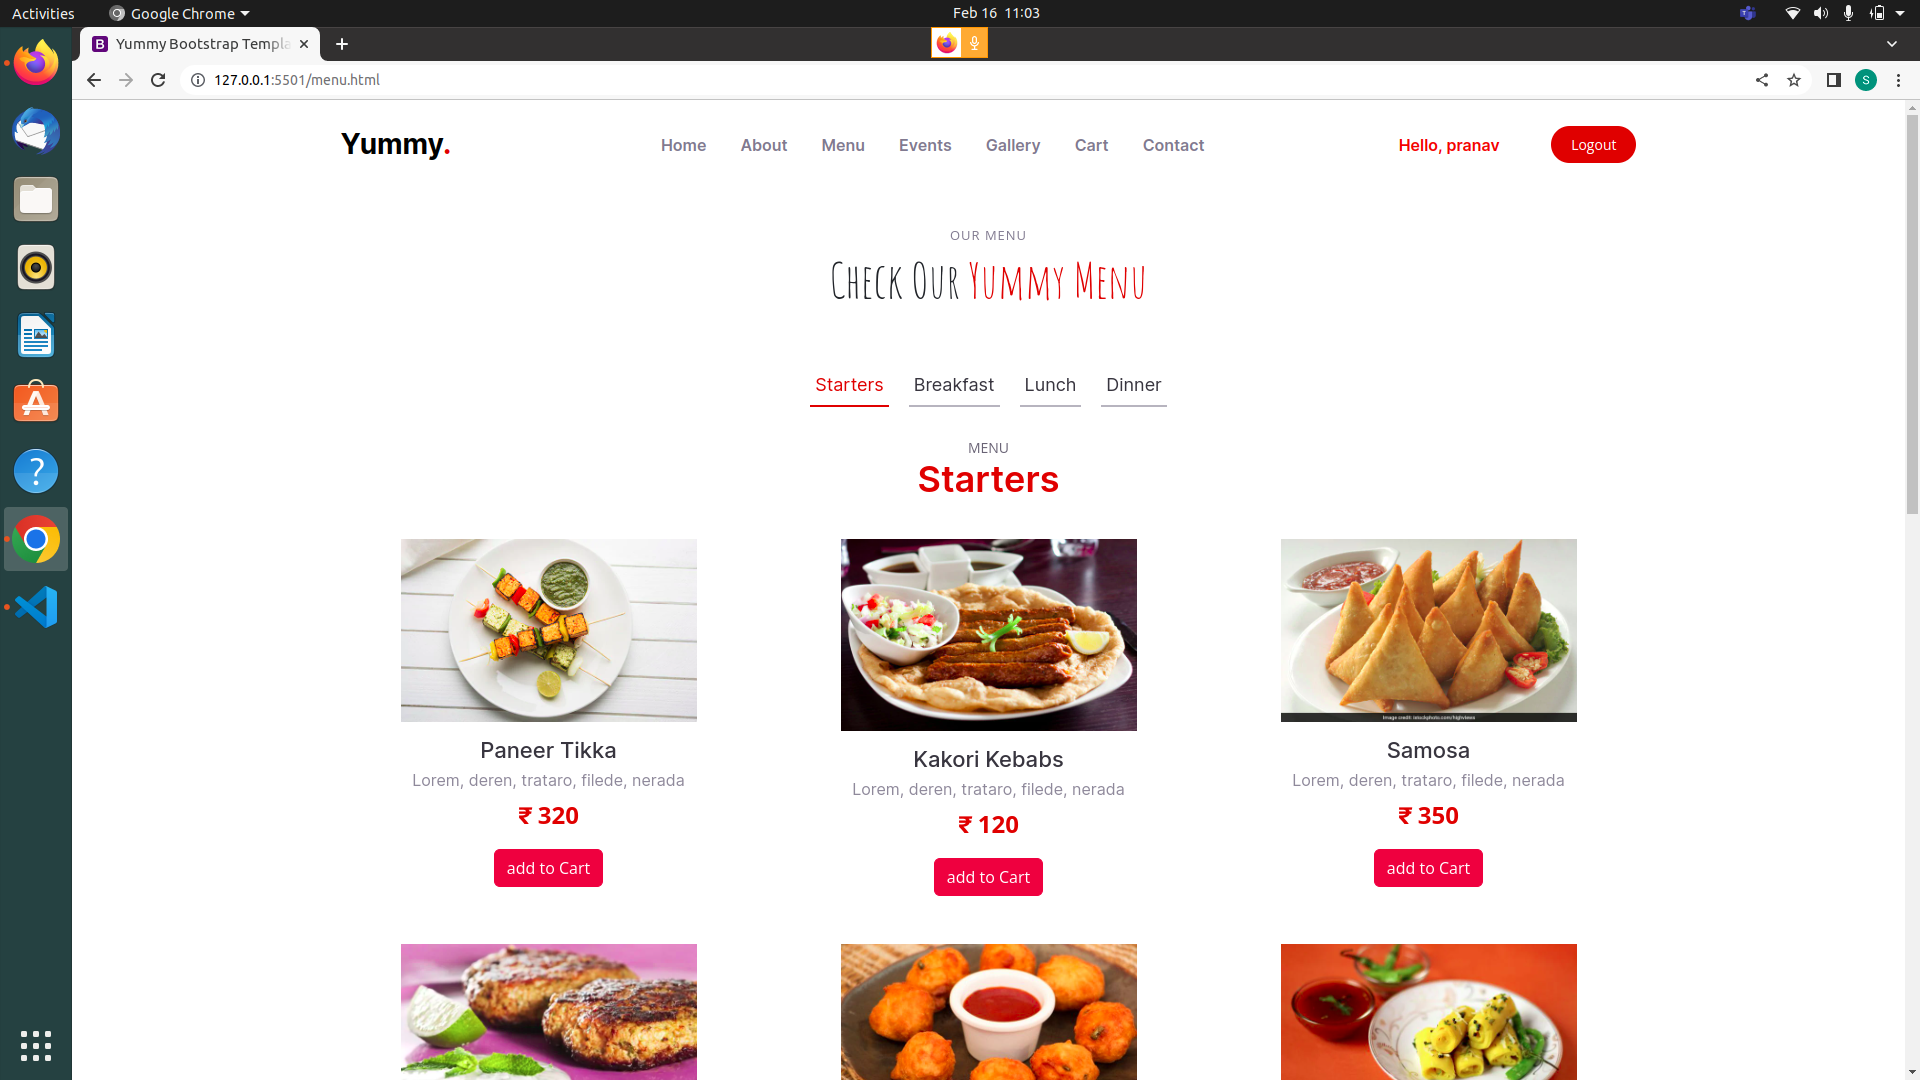 Activities
Google Chrome
Feb 16 11:03
Yummy Bootstrap Templa
127.0.0.1:5501/menu.html
S
Yummy.
Home
About
Menu
Events
Gallery
Cart
Contact
Hello, pranav
Logout
OUR MENU
Check Our Yummy Menu
Starters
Breakfast
Lunch
Dinner
MENU
Starters
Image credit: istockphoto.com/highviews
Paneer Tikka
Lorem, deren, trataro, filede, nerada
₹ 320
add to Cart
Kakori Kebabs
Lorem, deren, trataro, filede, nerada
₹ 120
add to Cart
Samosa
Lorem, deren, trataro, filede, nerada
₹ 350
add to Cart